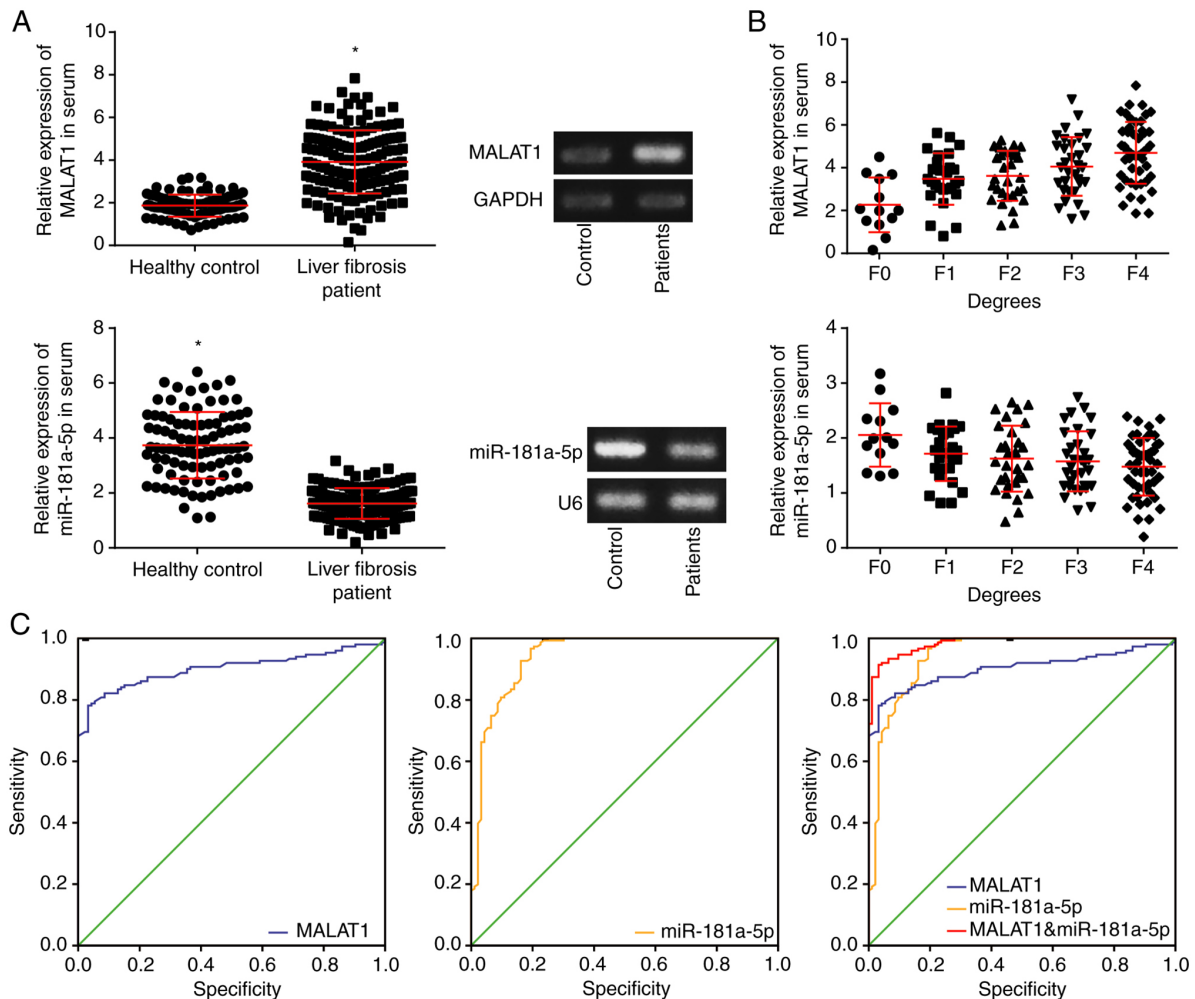 A
Relative expression of
MALAT1 in serum
10
8
6
4
2
0
*
Healthy control
Liver fibrosis
patient
MALAT1
GAPDH
Control
Patients
B
Relative expression of
MALAT1 in serum
10
8
6
4
2
0
F0 F1 F2 F3 F4
Degrees
Relative expression of
miR-181a-5p in serum
8
6
4
2
0
*
Healthy control
Liver fibrosis
patient
miR-181a-5p
U6
Control
Patients
Relative expression of
miR-181a-5p in serum
4
3
2
1
0
F0 F1 F2 F3 F4
Degrees
C
Sensitivity
1.0
0.8
0.6
0.4
0.2
0.0
MALAT1
0.0 0.2 0.4 0.6 0.8 1.0
Specificity
Sensitivity
1.0
0.8
0.6
0.4
0.2
0.0
miR-181a-5p
0.0 0.2 0.4 0.6 0.8 1.0
Specificity
Sensitivity
1.0
0.8
0.6
0.4
0.2
0.0
MALAT1
miR-181a-5p
MALAT1&miR-181a-5p
0.0 0.2 0.4 0.6 0.8 1.0
Specificity